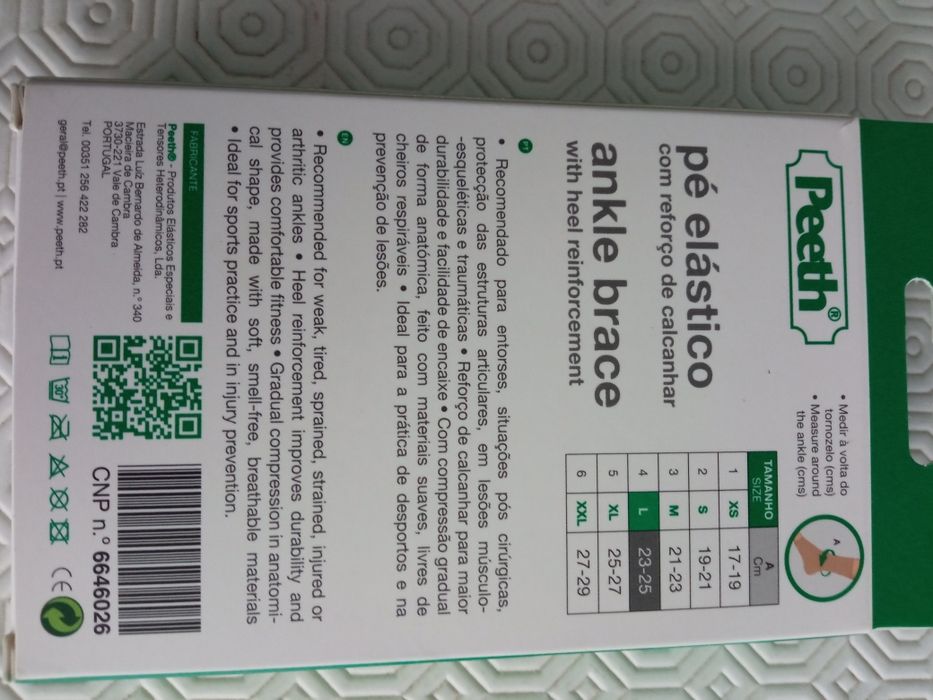 Peeth®
• Medir à volta do
tornozelo (cms)
• Measure around
the ankle (cms)
A
pé elástico
com reforço de calcanhar
ankle brace
with heel reinforcement
TAMANHO SIZE A Cm
1 XS 17-19
2 S 19-21
3 M 21-23
4 L 23-25
5 XL 25-27
6 XXL 27-29
PT
• Recomendado para entorses, situações pós cirúrgicas,
protecção das estruturas articulares, em lesões músculo-
-esqueléticas e traumáticas • Reforço de calcanhar para maior
durabilidade e facilidade de encaixe • Com compressão gradual
de forma anatómica, feito com materiais suaves, livres de
cheiros respiráveis • Ideal para a prática de desportos e na
prevenção de lesões.
EN
• Recommended for weak, tired, sprained, strained, injured or
arthritic ankles • Heel reinforcement improves durability and
provides comfortable fitness • Gradual compression in anatomi-
cal shape, made with soft, smell-free, breathable materials
• Ideal for sports practice and in injury prevention.
FABRICANTE
Peeth® - Produtos Elásticos Especiais e
Tensores Heterodinâmicos, Lda.
Estrada Luiz Bernardo de Almeida, n.º 340
Macieira de Cambra
3730-221 Vale de Cambra
PORTUGAL
Tel. 00351 256 422 282
geral@peeth.pt | www.peeth.pt
CNP n.º 6646026
30°
CE